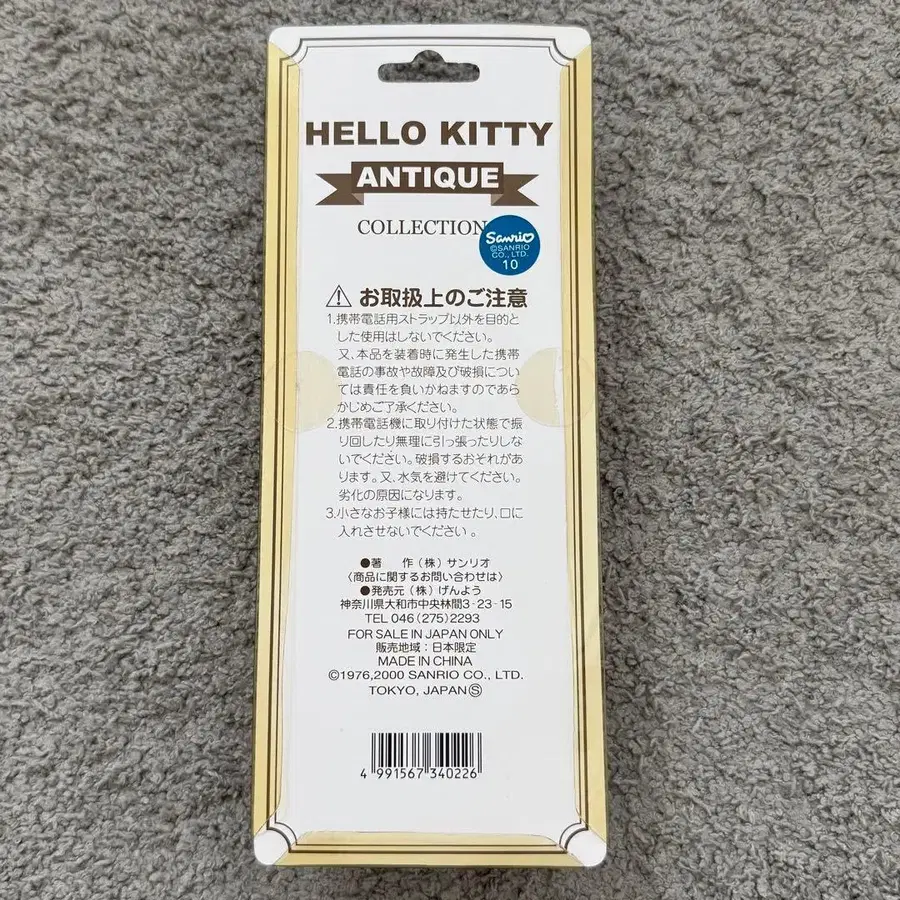 HELLO KITTY
ANTIQUE
COLLECTION
Sanrio
©SANRIO
CO., LTD.
10
⚠ お取扱上のご注意
1.携帯電話用ストラップ以外を目的と
した使用はしないでください。
又、本品を装着時に発生した携帯
電話の事故や故障及び破損につい
ては責任を負いかねますのであら
かじめご了承ください。
2.携帯電話機に取り付けた状態で振
り回したり無理に引っ張ったりしな
いでください。破損するおそれがあ
ります。又、水気を避けてください。
劣化の原因になります。
3.小さなお子様には持たせたり、口に
入れさせないでください。
●著　作(株)サンリオ
〈商品に関するお問い合わせは〉
●発売元(株)げんよう
神奈川県大和市中央林間3-23-15
TEL 046(275)2293
FOR SALE IN JAPAN ONLY
販売地域:日本限定
MADE IN CHINA
©1976,2000 SANRIO CO., LTD.
TOKYO, JAPAN Ⓢ
4 991567 340226